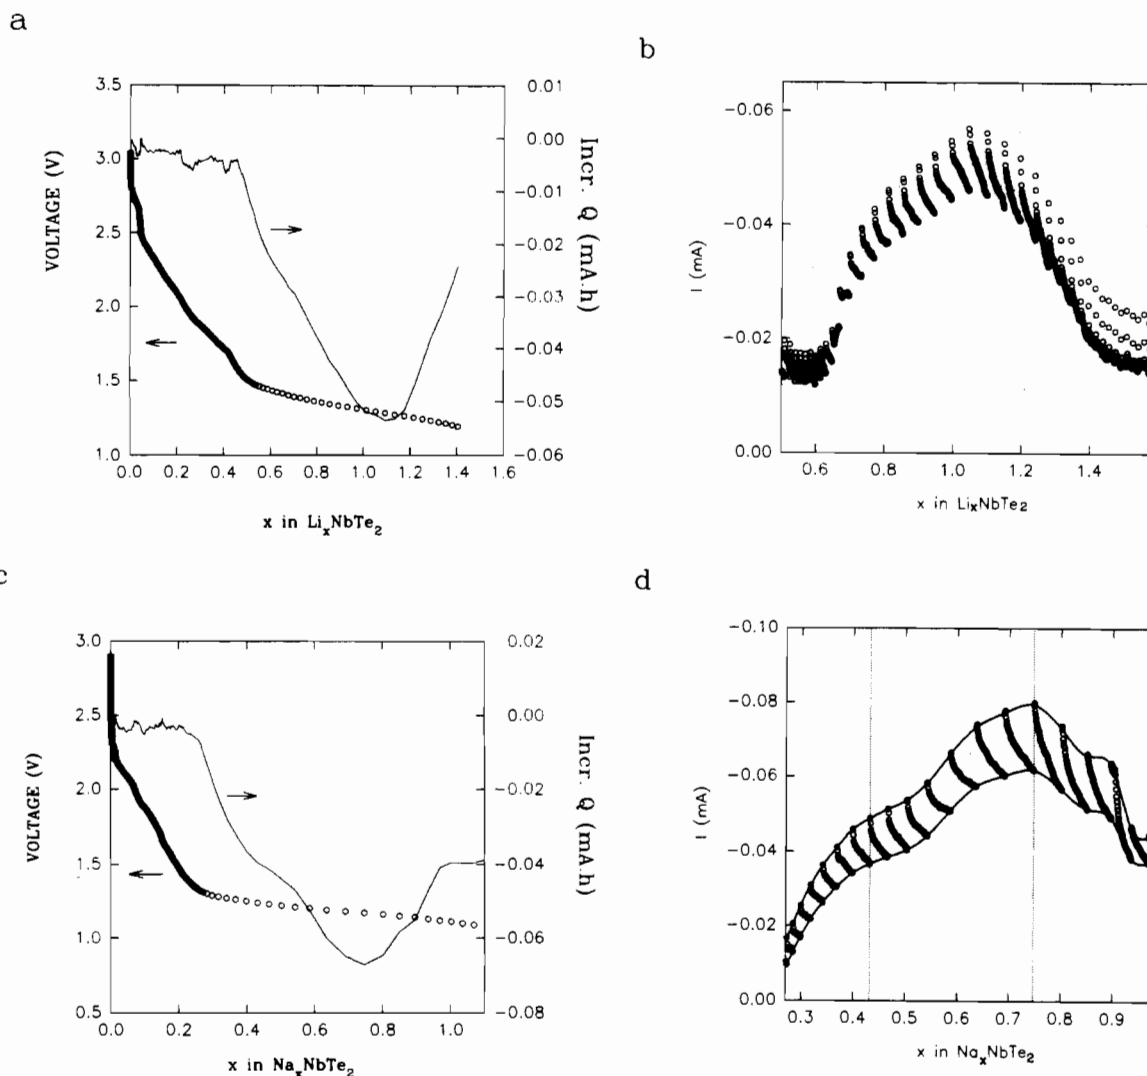 a
3.5
3.0
2.5
2.0
1.5
1.0
VOLTAGE (V)
0.01
0.00
−0.01
−0.02
−0.03
−0.04
−0.05
−0.06
Incr. Q (mA.h)
0.0 0.2 0.4 0.6 0.8 1.0 1.2 1.4 1.6
x in LixNbTe2
b
−0.06
−0.04
−0.02
0.00
I (mA)
0.6 0.8 1.0 1.2 1.4
x in LixNbTe2
c
3.0
2.5
2.0
1.5
1.0
0.5
VOLTAGE (V)
0.02
0.00
−0.02
−0.04
−0.06
−0.08
Incr. Q (mA.h)
0.0 0.2 0.4 0.6 0.8 1.0
x in NaxNbTe2
d
−0.10
−0.08
−0.06
−0.04
−0.02
0.00
I (mA)
0.3 0.4 0.5 0.6 0.7 0.8 0.9
x in NaxNbTe2